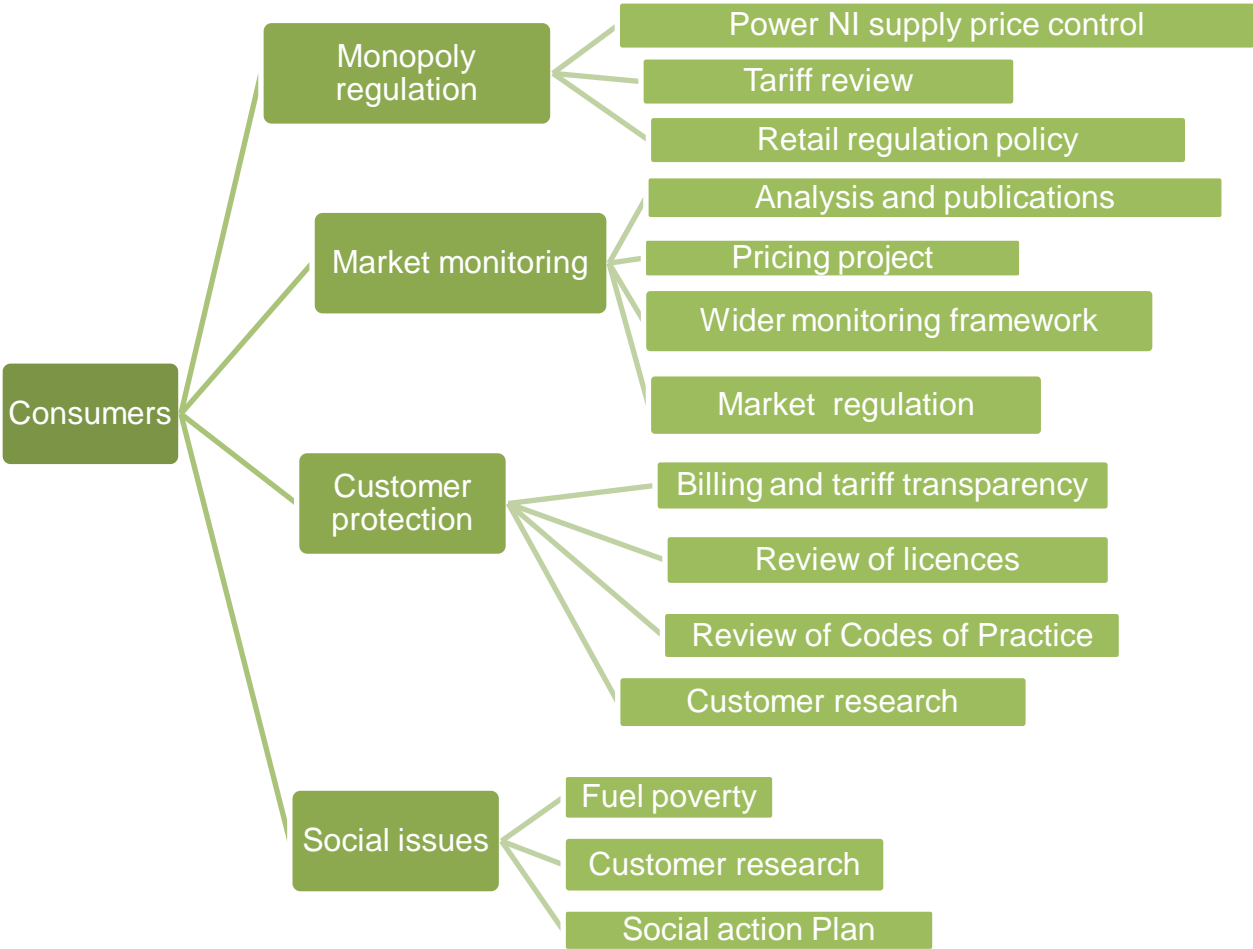 Consumers
Monopoly
regulation
Power NI supply price control
Tariff review
Retail regulation policy
Market monitoring
Analysis and publications
Pricing project
Wider monitoring framework
Market regulation
Customer
protection
Billing and tariff transparency
Review of licences
Review of Codes of Practice
Customer research
Social issues
Fuel poverty
Customer research
Social action Plan